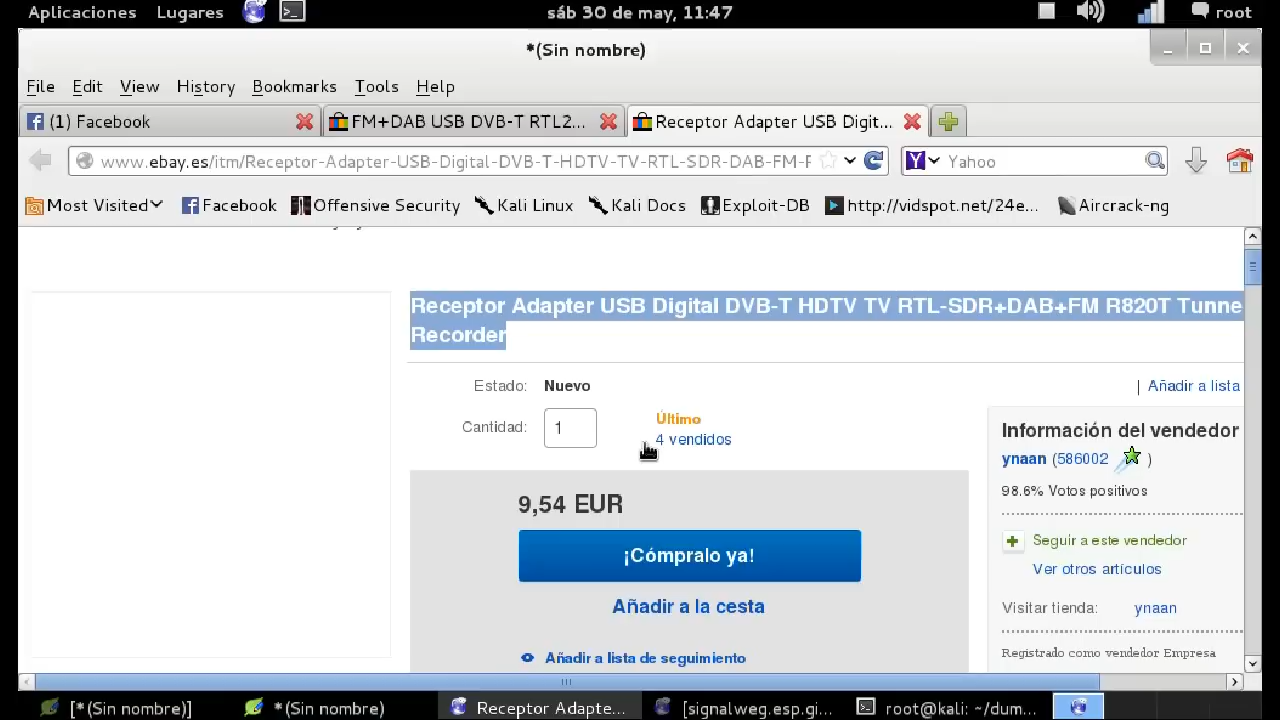 Aplicaciones Lugares sáb 30 de may, 11:47 root
*(Sin nombre)
File Edit View History Bookmarks Tools Help
(1) Facebook FM+DAB USB DVB-T RTL2... Receptor Adapter USB Digit...
www.ebay.es/itm/Receptor-Adapter-USB-Digital-DVB-T-HDTV-TV-RTL-SDR-DAB-FM-F Yahoo
Most Visited Facebook Offensive Security Kali Linux Kali Docs Exploit-DB http://vidspot.net/24e... Aircrack-ng
Receptor Adapter USB Digital DVB-T HDTV TV RTL-SDR+DAB+FM R820T Tunne
Recorder
Estado: Nuevo | Añadir a lista
Cantidad: 1 Último
4 vendidos
Información del vendedor
ynaan (586002 )
98.6% Votos positivos
9,54 EUR
¡Cómpralo ya!
Añadir a la cesta
Añadir a lista de seguimiento
Seguir a este vendedor
Ver otros artículos
Visitar tienda: ynaan
Registrado como vendedor Empresa
[*(Sin nombre)] *(Sin nombre) Receptor Adapte... [signalweg.esp.gi... root@kali: ~/dum...